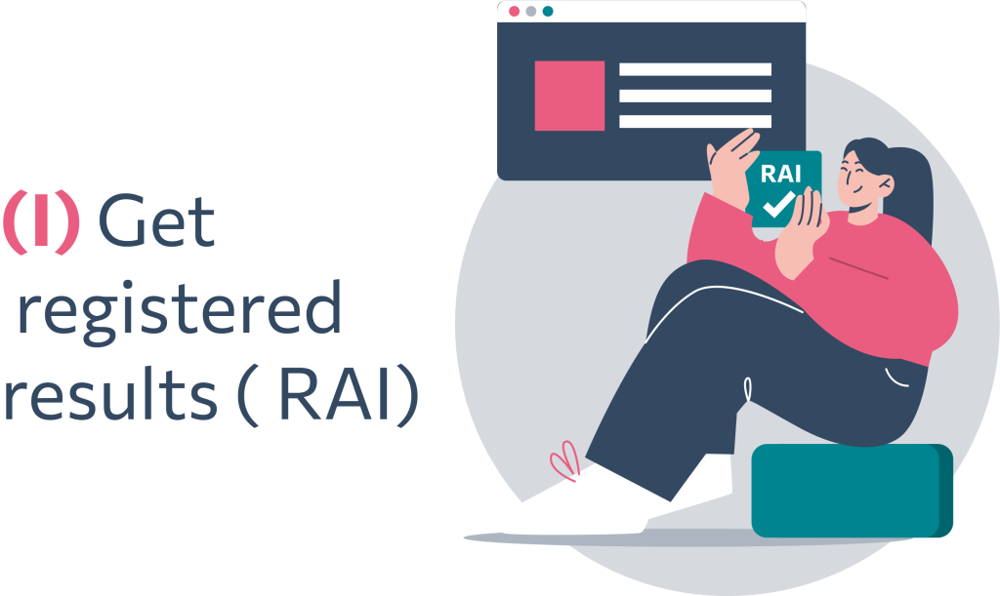 (I) Get
registered
results ( RAI)
RAI